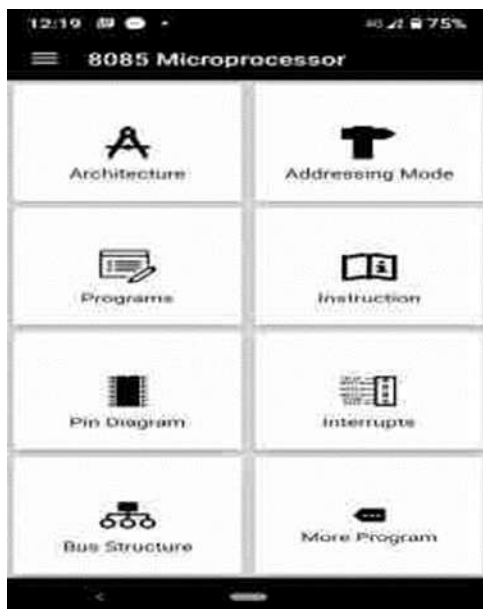 12:19 75%
8085 Microprocessor
Architecture
Addressing Mode
Programs
Instruction
Pin Diagram
Interrupts
Bus Structure
More Program